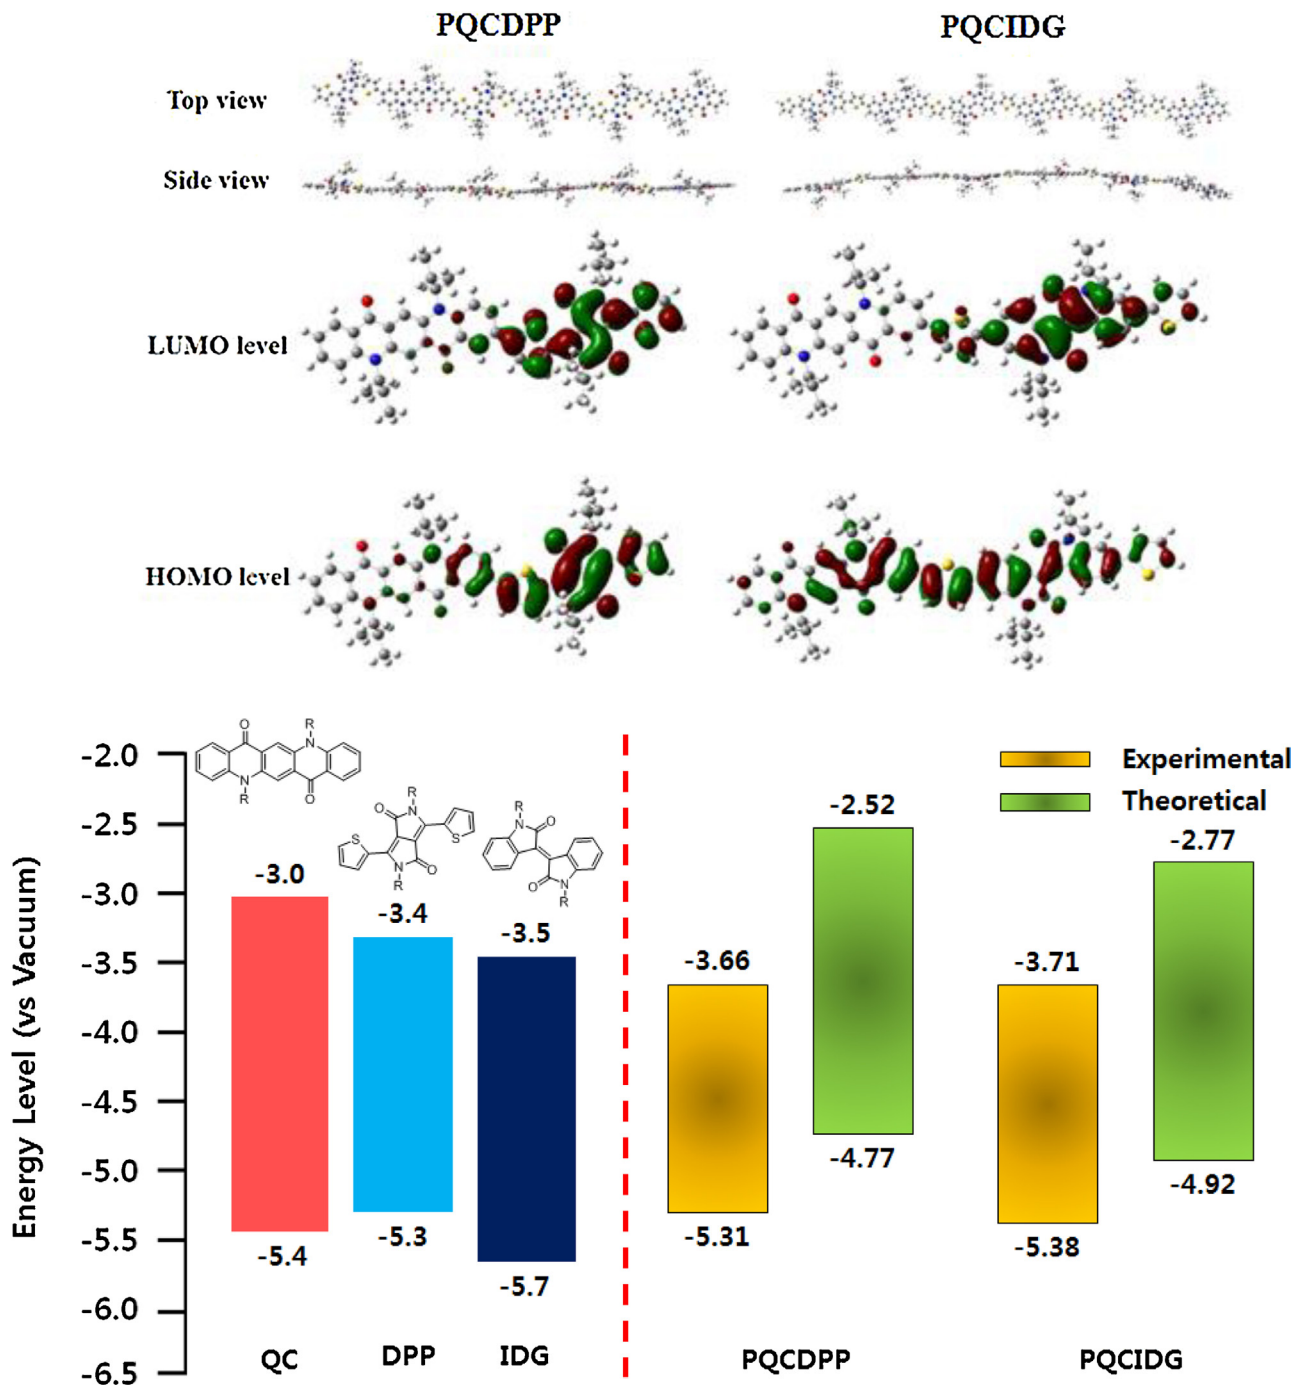 PQCDPP PQCIDG
Top view
Side view
LUMO level
HOMO level
Energy Level (vs Vacuum)
-2.0
-2.5
-3.0
-3.5
-4.0
-4.5
-5.0
-5.5
-6.0
-6.5
O R
N
N
R O
R
O N
S
S
N O
R
R
N O
O N
R
-3.0
-5.4
QC
-3.4
-5.3
DPP
-3.5
-5.7
IDG
Experimental
Theoretical
-3.66
-5.31
-2.52
-4.77
PQCDPP
-3.71
-5.38
-2.77
-4.92
PQCIDG